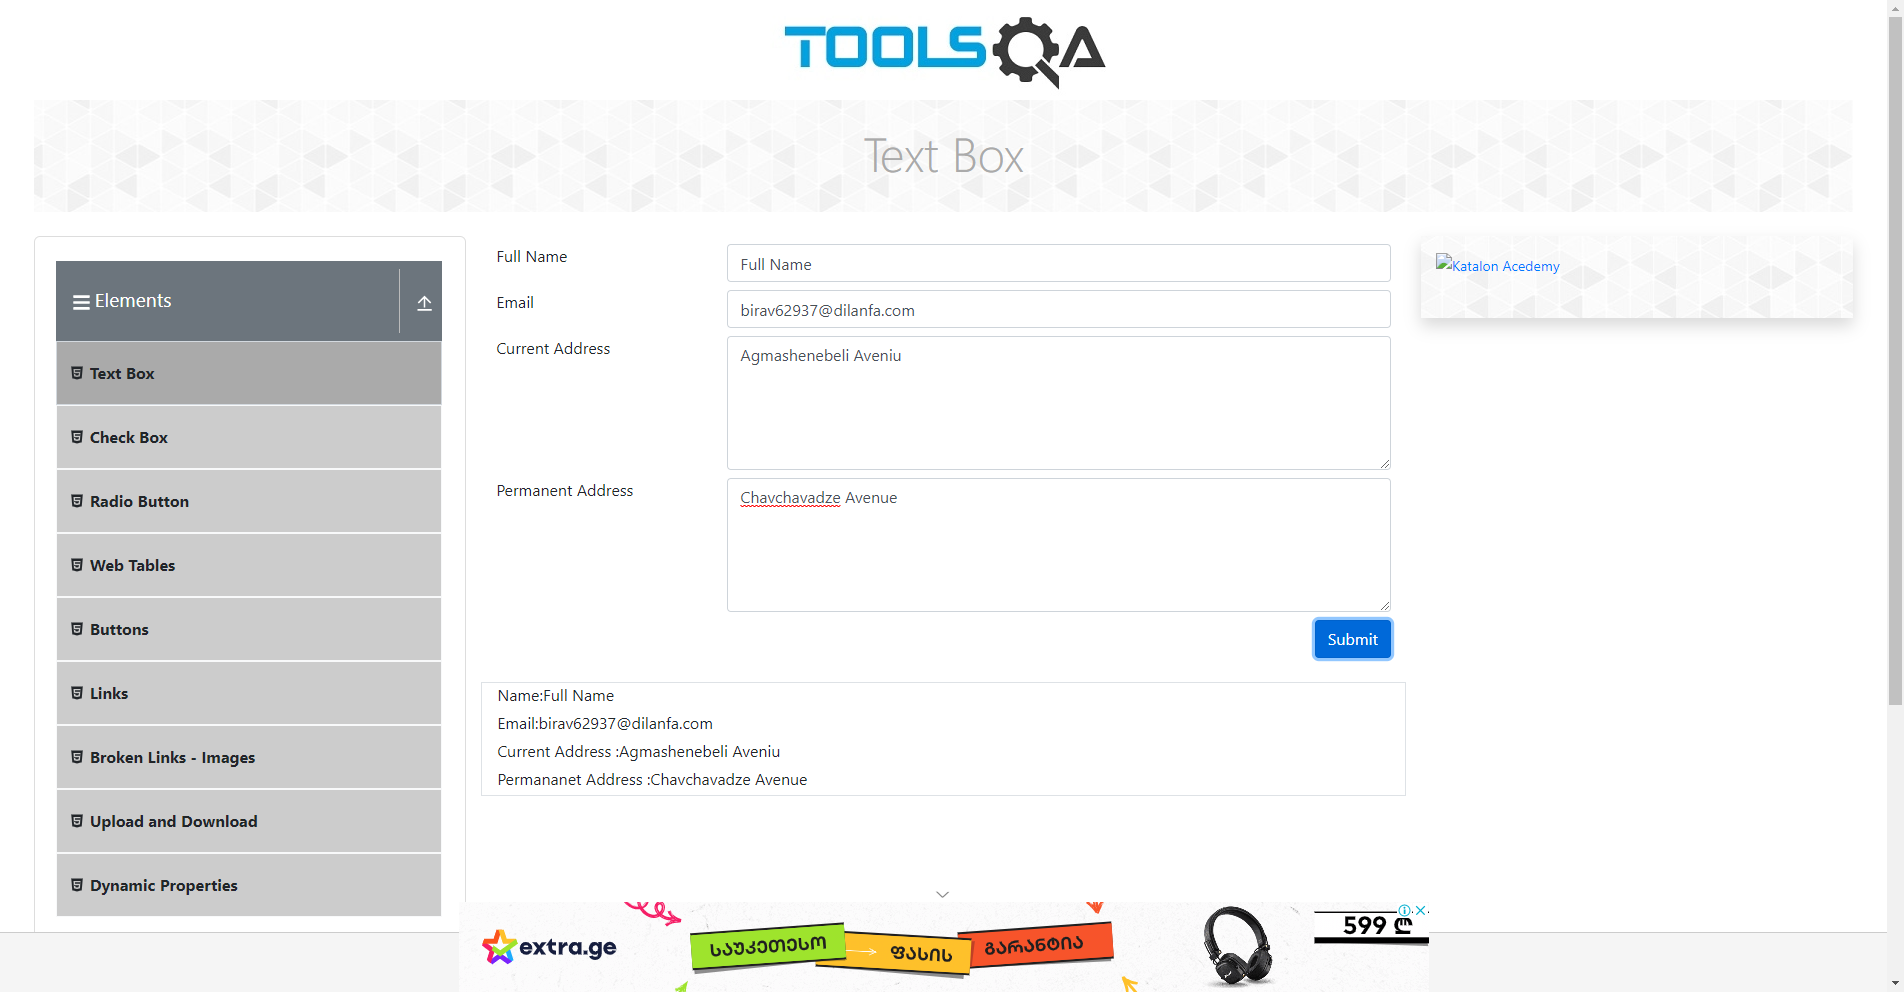 TOOLSQA
Text Box
Elements
Text Box
Check Box
Radio Button
Web Tables
Buttons
Links
Broken Links - Images
Upload and Download
Dynamic Properties
Full Name
Full Name
Email
birav62937@dilanfa.com
Current Address
Agmashenebeli Aveniu
Permanent Address
Chavchavadze Avenue
Submit
Name:Full Name
Email:birav62937@dilanfa.com
Current Address :Agmashenebeli Aveniu
Permananet Address :Chavchavadze Avenue
Katalon Acedemy
extra.ge
საუკეთესო
ფასის
გარანტია
599 ₾